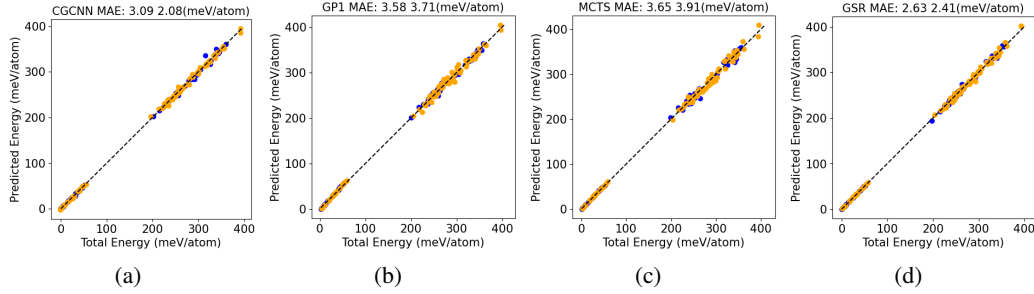 CGCNN MAE: 3.09 2.08(meV/atom)
400
300
200
100
0
Predicted Energy (meV/atom)
0 100 200 300 400
Total Energy (meV/atom)
(a)
GP1 MAE: 3.58 3.71(meV/atom)
400
300
200
100
0
Predicted Energy (meV/atom)
0 100 200 300 400
Total Energy (meV/atom)
(b)
MCTS MAE: 3.65 3.91(meV/atom)
400
300
200
100
0
Predicted Energy (meV/atom)
0 100 200 300 400
Total Energy (meV/atom)
(c)
GSR MAE: 2.63 2.41(meV/atom)
400
300
200
100
0
Predicted Energy (meV/atom)
0 100 200 300 400
Total Energy (meV/atom)
(d)